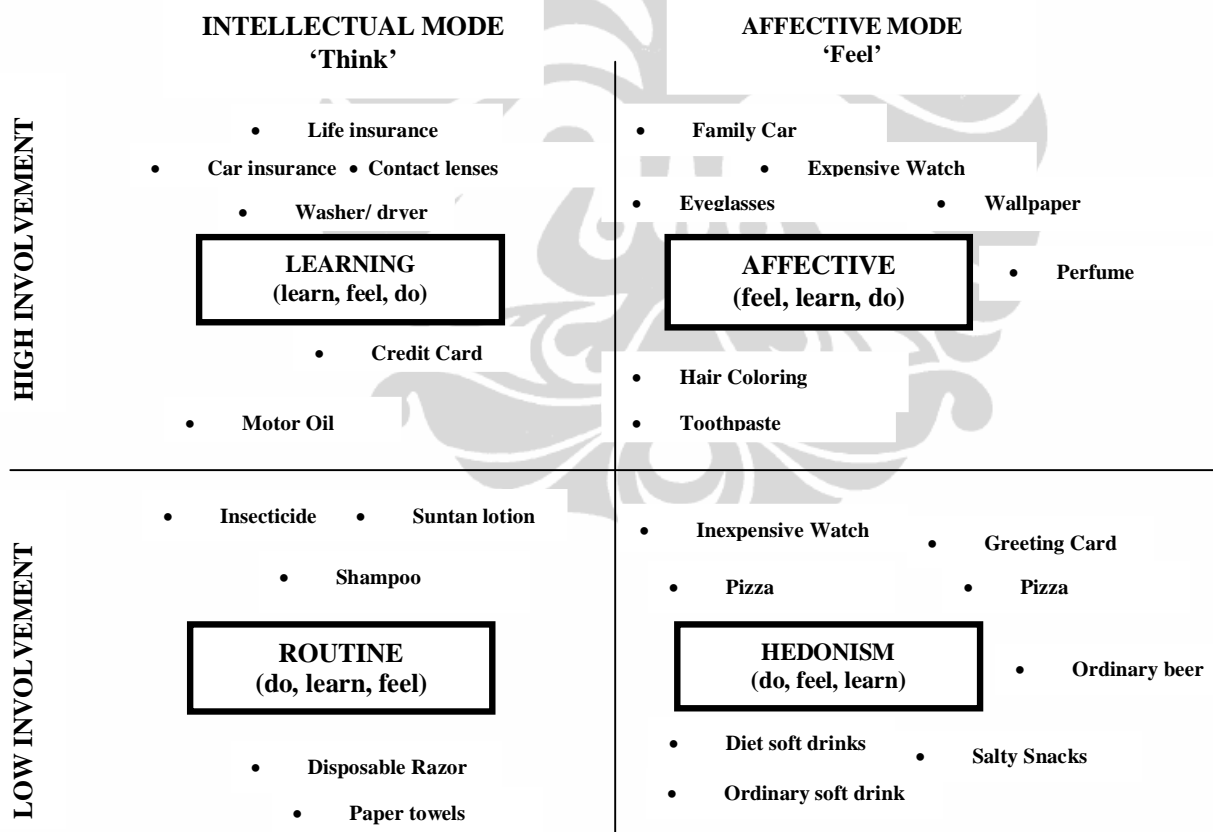 INTELLECTUAL MODE
‘Think’
AFFECTIVE MODE
‘Feel’
HIGH INVOLVEMENT
• Life insurance
• Car insurance • Contact lenses
• Washer/ dryer
LEARNING
(learn, feel, do)
• Credit Card
• Motor Oil
• Family Car
• Expensive Watch
• Eyeglasses • Wallpaper
AFFECTIVE
(feel, learn, do)
• Perfume
• Hair Coloring
• Toothpaste
LOW INVOLVEMENT
• Insecticide • Suntan lotion
• Shampoo
ROUTINE
(do, learn, feel)
• Disposable Razor
• Paper towels
• Inexpensive Watch
• Greeting Card
• Pizza • Pizza
HEDONISM
(do, feel, learn)
• Ordinary beer
• Diet soft drinks
• Salty Snacks
• Ordinary soft drink